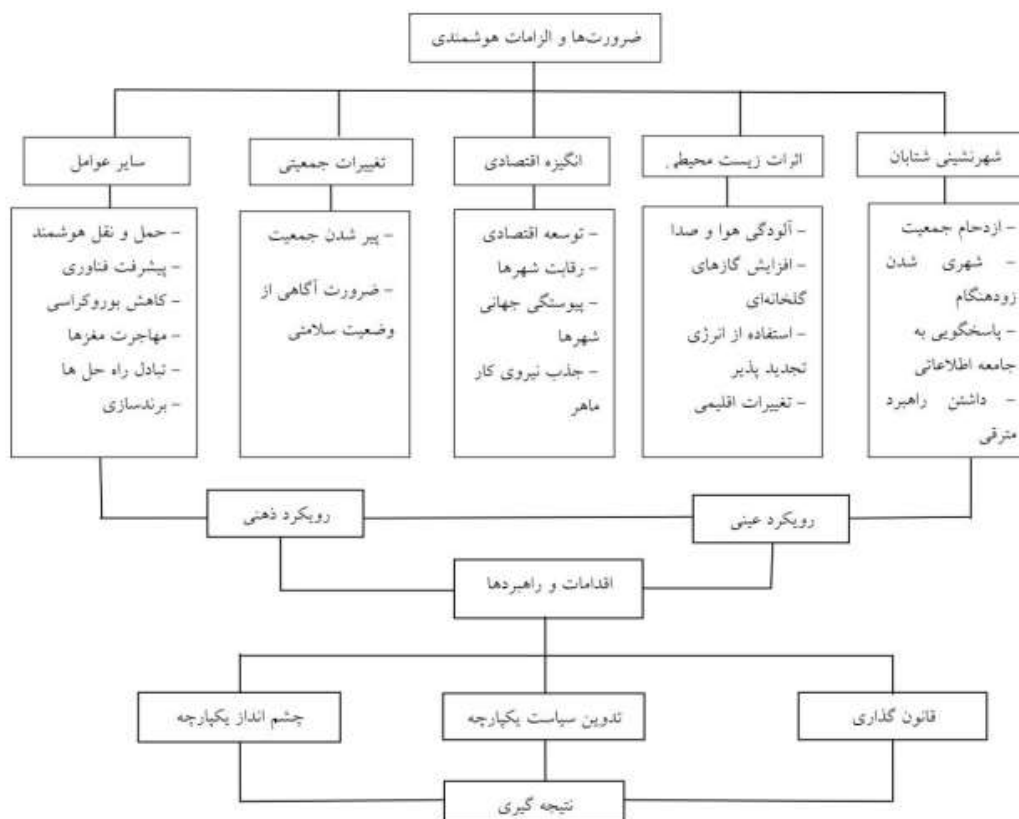 ضرورت‌ها و الزامات هوشمندی
شهرنشینی شتابان
اثرات زیست محیطی
انگیزه اقتصادی
تغییرات جمعیتی
سایر عوامل
– ازدحام جمعیت
– شهری شدن
زودهنگام
– پاسخگویی به
جامعه اطلاعاتی
– داشتن راهبرد
مترقی
– آلودگی هوا و صدا
– افزایش گازهای
گلخانه‌ای
– استفاده از انرژی
تجدید پذیر
– تغییرات اقلیمی
– توسعه اقتصادی
– رقابت شهرها
– پیوستگی جهانی
شهرها
– جذب نیروی کار
ماهر
– پیر شدن جمعیت
– ضرورت آگاهی از
وضعیت سلامتی
– حمل و نقل هوشمند
– پیشرفت فناوری
– کاهش بوروکراسی
– مهاجرت مغزها
– تبادل راه حل ها
– برندسازی
رویکرد عینی
رویکرد ذهنی
اقدامات و راهبردها
قانون گذاری
تدوین سیاست یکپارچه
چشم انداز یکپارچه
نتیجه گیری